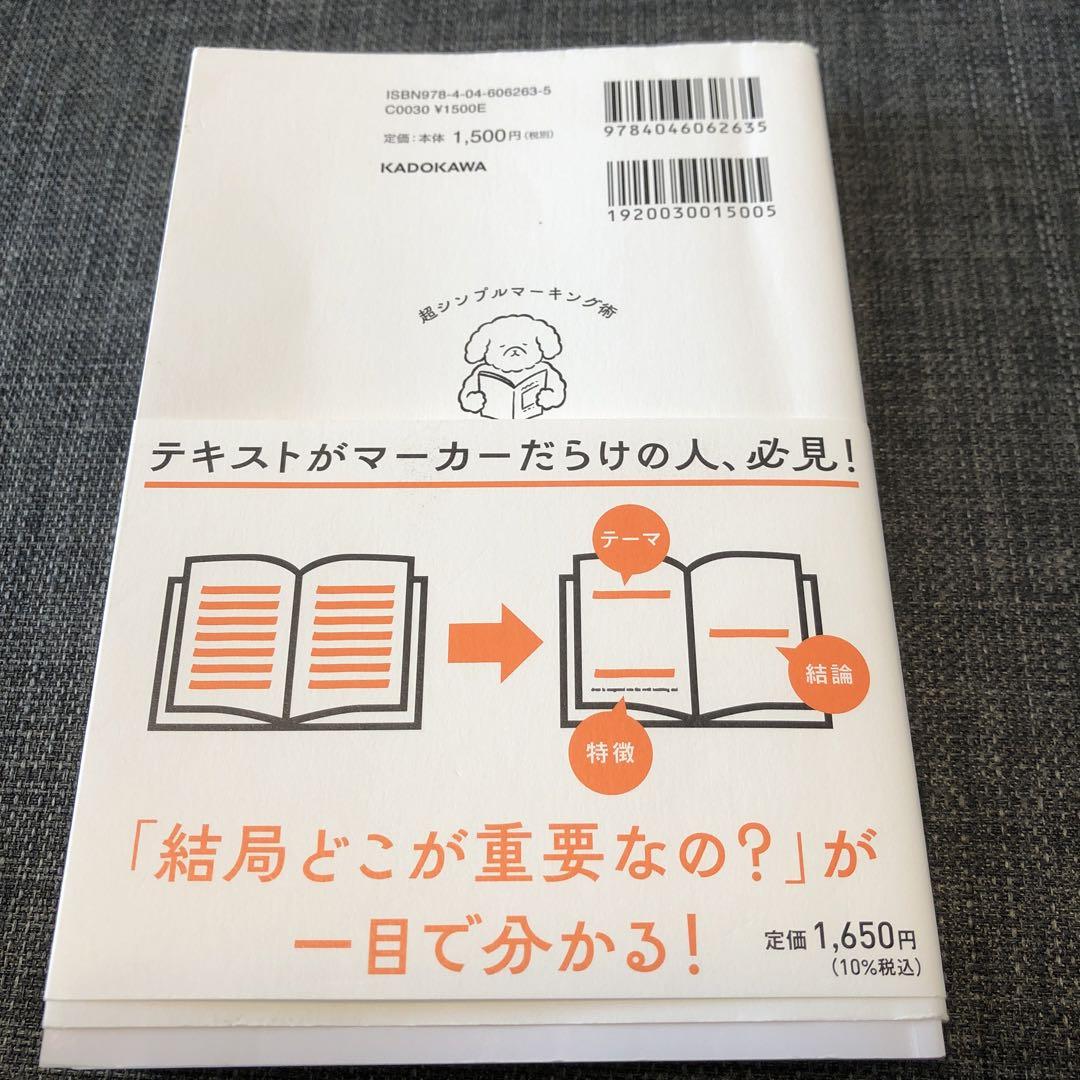 ISBN978-4-04-606263-5
C0030 ¥1500E
定価:本体 1,500円(税別)
KADOKAWA
9784046062635
1920030015005
超シンプルマーキング術
テキストがマーカーだらけの人、必見!
テーマ
結論
特徴
「結局どこが重要なの?」が
一目で分かる!
定価 1,650円
(10%税込)